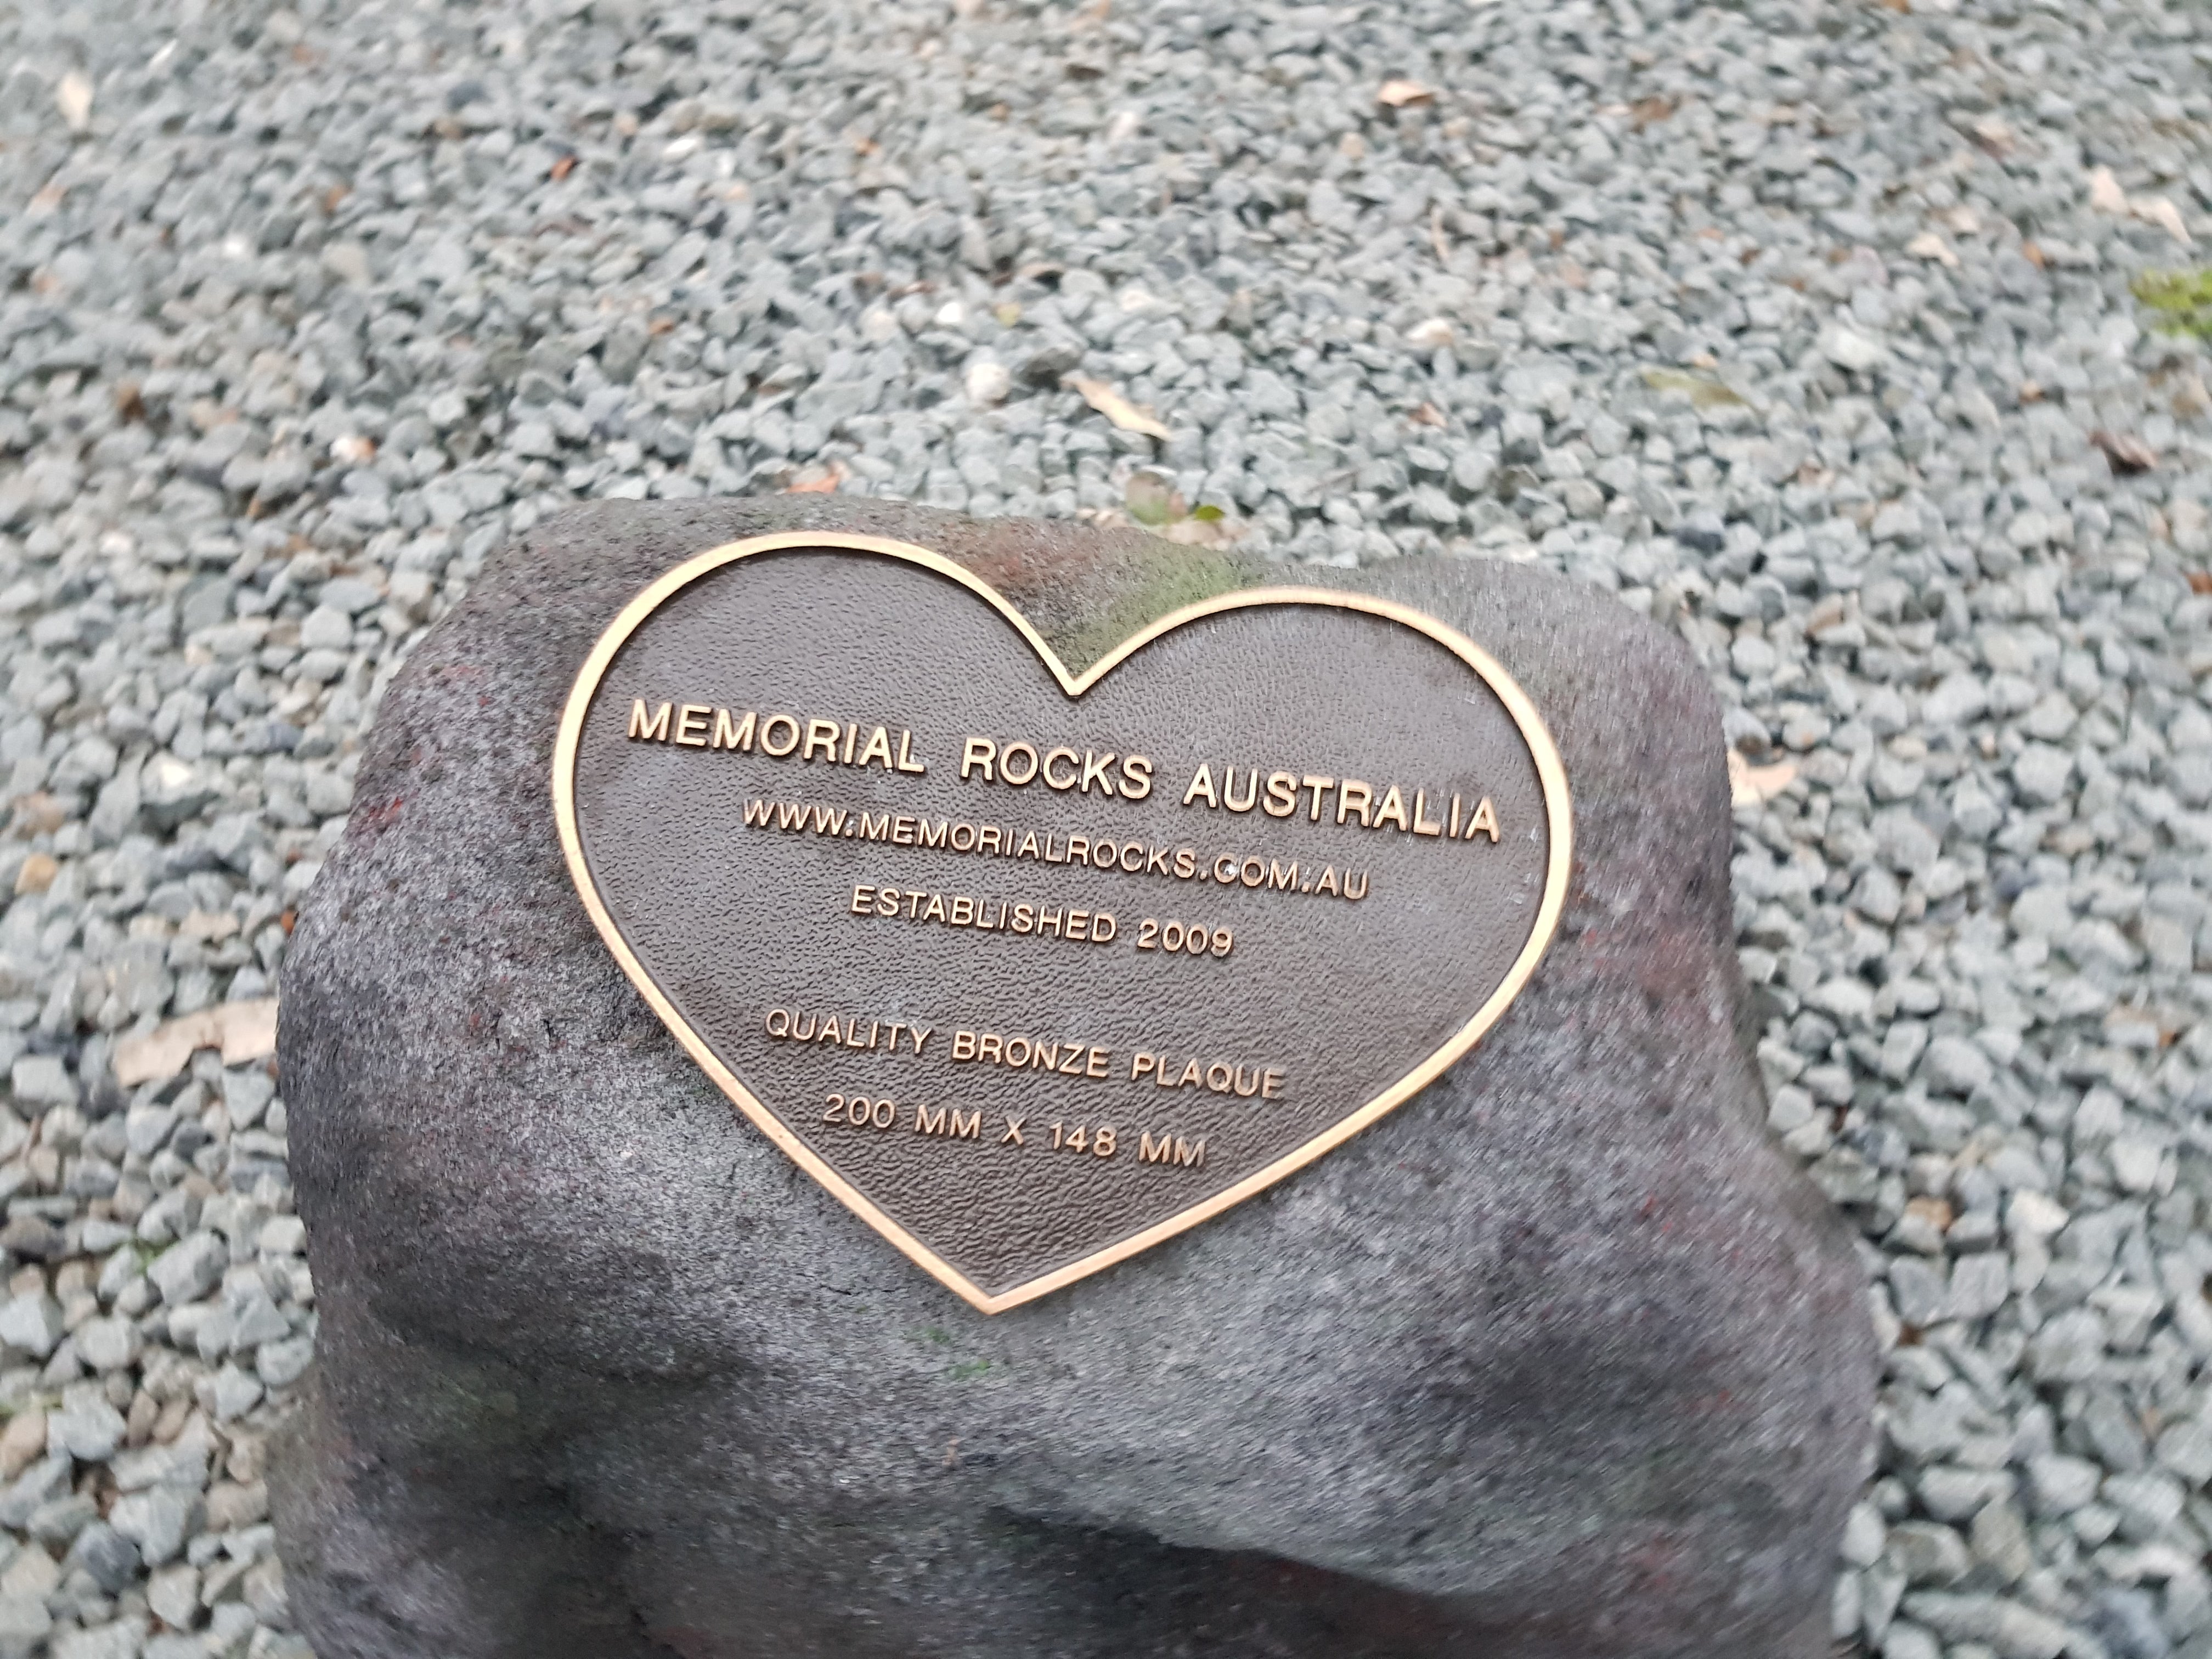 MEMORIAL ROCKS AUSTRALIA
WWW.MEMORIALROCKS.COM.AU
ESTABLISHED 2009
QUALITY BRONZE PLAQUE
200 MM X 148 MM